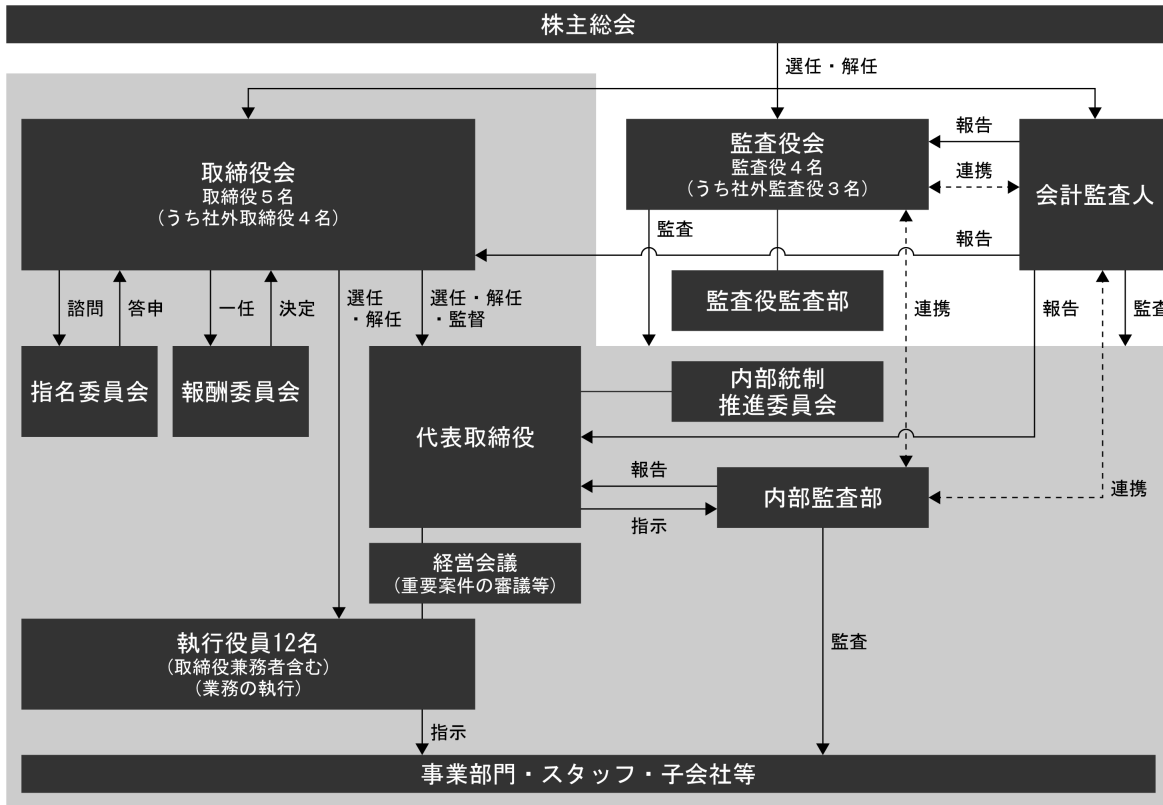 株主総会
選任・解任
取締役会
取締役5名
(うち社外取締役4名)
監査役会
監査役4名
(うち社外監査役3名)
報告
連携
会計監査人
監査
報告
監査役監査部
連携
報告
監査
諮問
答申
一任
決定
選任
・解任
選任・解任
・監督
指名委員会
報酬委員会
代表取締役
内部統制
推進委員会
報告
指示
内部監査部
連携
経営会議
(重要案件の審議等)
執行役員12名
(取締役兼務者含む)
(業務の執行)
監査
指示
事業部門・スタッフ・子会社等